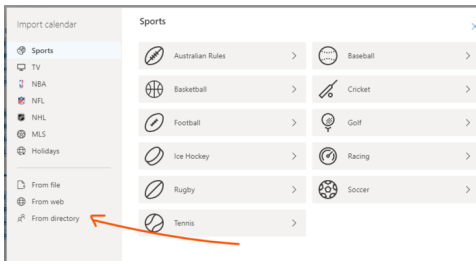 Import calendar
Sports
TV
NBA
NFL
NHL
MLS
Holidays
From file
From web
From directory
Sports
Australian Rules
Baseball
Basketball
Cricket
Football
Golf
Ice Hockey
Racing
Rugby
Soccer
Tennis